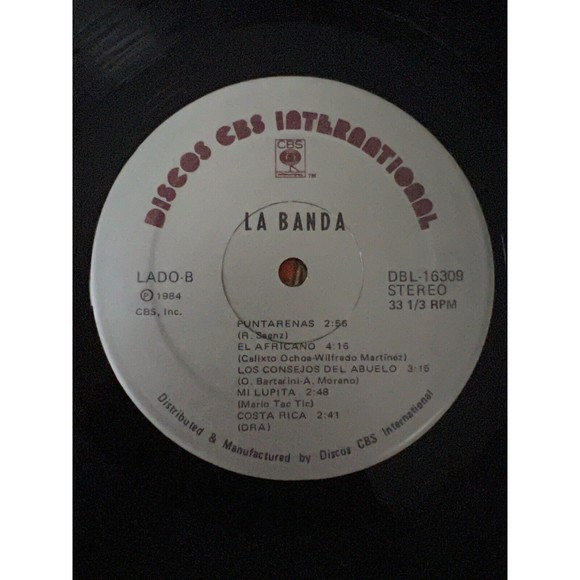 DISCOS CBS INTERNATIONAL
CBS
TM
LA BANDA
LADO-B
Ⓟ 1984
CBS, Inc.
DBL-16309
STEREO
33 1/3 RPM
PUNTARENAS 2:56
(R. Saenz)
EL AFRICANO 4:16
(Calixto Ochoa-Wilfredo Martínez)
LOS CONSEJOS DEL ABUELO 3:15
(O. Bartarini-A. Moreno)
MI LUPITA 2:48
(Mario Tac Tic)
COSTA RICA 2:41
(DRA)
Distributed & Manufactured by Discos CBS International